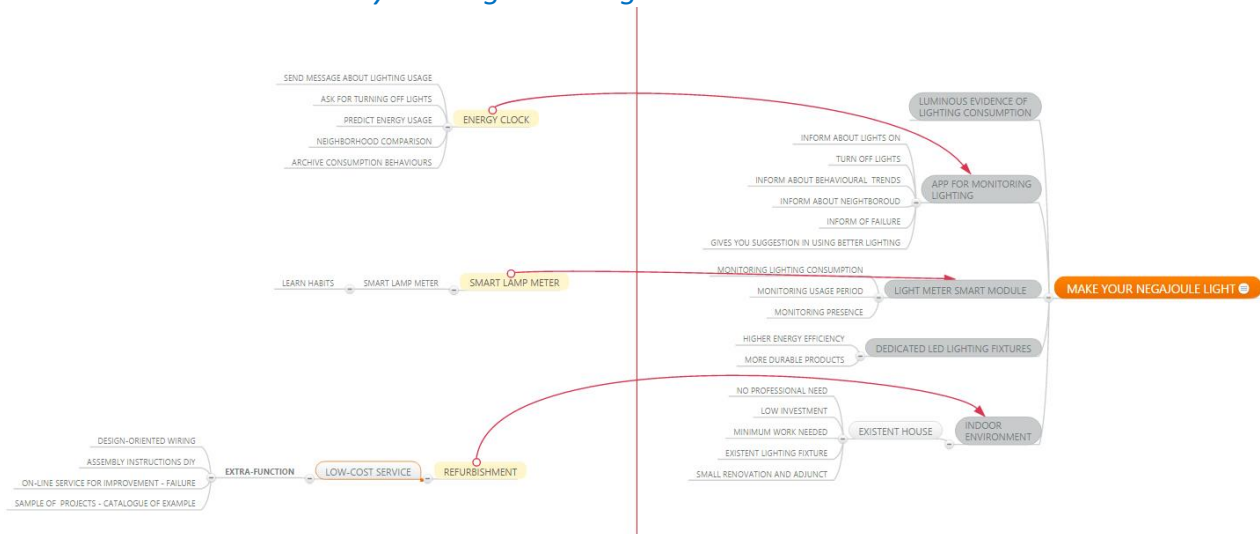 SEND MESSAGE ABOUT LIGHTING USAGE
ASK FOR TURNING OFF LIGHTS
PREDICT ENERGY USAGE
NEIGHBORHOOD COMPARISON
ARCHIVE CONSUMPTION BEHAVIOURS
ENERGY CLOCK
LEARN HABITS
SMART LAMP METER
SMART LAMP METER
DESIGN-ORIENTED WIRING
ASSEMBLY INSTRUCTIONS DIY
ON-LINE SERVICE FOR IMPROVEMENT - FAILURE
SAMPLE OF PROJECTS - CATALOGUE OF EXAMPLE
EXTRA-FUNCTION
LOW-COST SERVICE
REFURBISHMENT
LUMINOUS EVIDENCE OF
LIGHTING CONSUMPTION
INFORM ABOUT LIGHTS ON
TURN OFF LIGHTS
INFORM ABOUT BEHAVIOURAL TRENDS
INFORM ABOUT NEIGHTBOROUD
INFORM OF FAILURE
GIVES YOU SUGGESTION IN USING BETTER LIGHTING
APP FOR MONITORING
LIGHTING
MONITORING LIGHTING CONSUMPTION
MONITORING USAGE PERIOD
MONITORING PRESENCE
LIGHT METER SMART MODULE
HIGHER ENERGY EFFICIENCY
MORE DURABLE PRODUCTS
DEDICATED LED LIGHTING FIXTURES
NO PROFESSIONAL NEED
LOW INVESTMENT
MINIMUM WORK NEEDED
EXISTENT LIGHTING FIXTURE
SMALL RENOVATION AND ADJUNCT
EXISTENT HOUSE
INDOOR
ENVIRONMENT
MAKE YOUR NEGAJOULE LIGHT